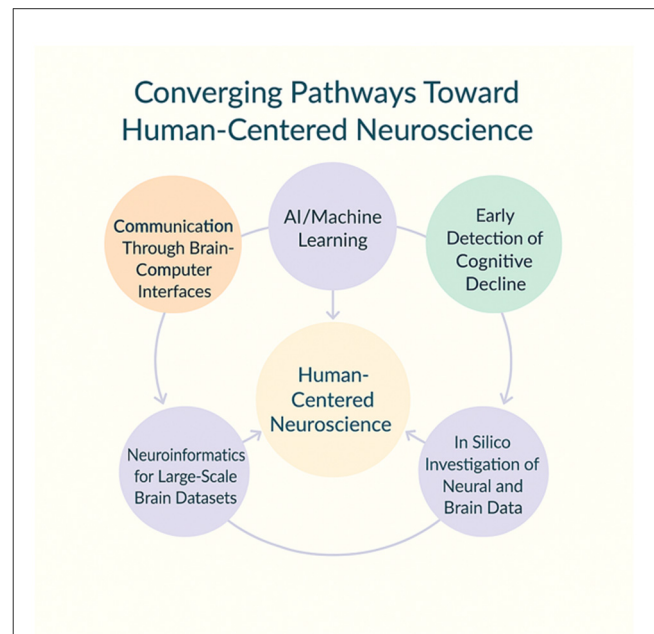 Converging Pathways Toward
Human-Centered Neuroscience
Communication
Through Brain-
Computer
Interfaces
AI/Machine
Learning
Early
Detection of
Cognitive
Decline
Human-
Centered
Neuroscience
Neuroinformatics
for Large-Scale
Brain Datasets
In Silico
Investigation of
Neural and
Brain Data